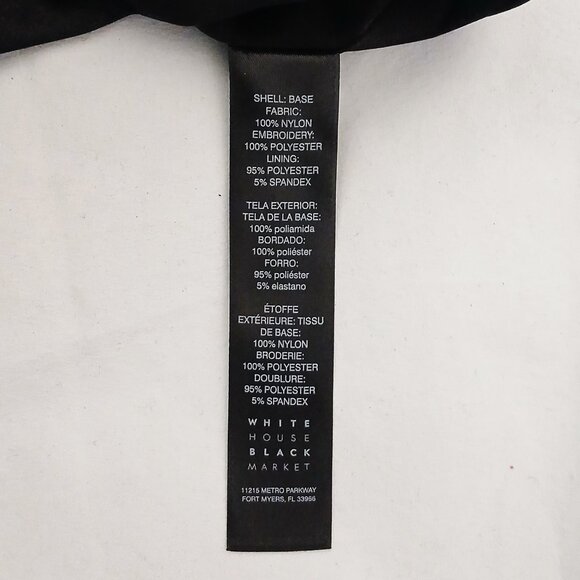 SHELL: BASE
FABRIC:
100% NYLON
EMBROIDERY:
100% POLYESTER
LINING:
95% POLYESTER
5% SPANDEX
TELA EXTERIOR:
TELA DE LA BASE:
100% poliamida
BORDADO:
100% poliéster
FORRO:
95% poliéster
5% elastano
ÉTOFFE
EXTÉRIEURE: TISSU
DE BASE:
100% NYLON
BRODERIE:
100% POLYESTER
DOUBLURE:
95% POLYESTER
5% SPANDEX
WHITE
HOUSE
BLACK
MARKET
11215 METRO PARKWAY
FORT MYERS, FL 33966